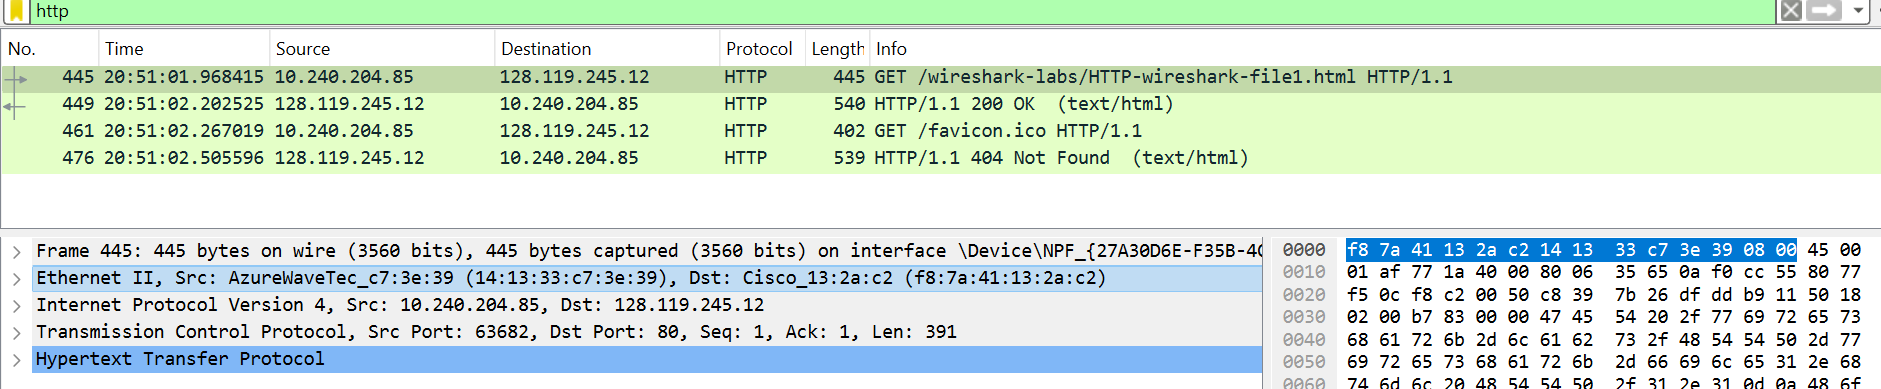 http
No. Time Source Destination Protocol Length Info
445 20:51:01.968415 10.240.204.85 128.119.245.12 HTTP 445 GET /wireshark-labs/HTTP-wireshark-file1.html HTTP/1.1
449 20:51:02.202525 128.119.245.12 10.240.204.85 HTTP 540 HTTP/1.1 200 OK (text/html)
461 20:51:02.267019 10.240.204.85 128.119.245.12 HTTP 402 GET /favicon.ico HTTP/1.1
476 20:51:02.505596 128.119.245.12 10.240.204.85 HTTP 539 HTTP/1.1 404 Not Found (text/html)
Frame 445: 445 bytes on wire (3560 bits), 445 bytes captured (3560 bits) on interface \Device\NPF_{27A30D6E-F35B-4
Ethernet II, Src: AzureWaveTec_c7:3e:39 (14:13:33:c7:3e:39), Dst: Cisco_13:2a:c2 (f8:7a:41:13:2a:c2)
Internet Protocol Version 4, Src: 10.240.204.85, Dst: 128.119.245.12
Transmission Control Protocol, Src Port: 63682, Dst Port: 80, Seq: 1, Ack: 1, Len: 391
Hypertext Transfer Protocol
0000 f8 7a 41 13 2a c2 14 13 33 c7 3e 39 08 00 45 00
0010 01 af 77 1a 40 00 80 06 35 65 0a f0 cc 55 80 77
0020 f5 0c f8 c2 00 50 c8 39 7b 26 df dd b9 11 50 18
0030 02 00 b7 83 00 00 47 45 54 20 2f 77 69 72 65 73
0040 68 61 72 6b 2d 6c 61 62 73 2f 48 54 54 50 2d 77
0050 69 72 65 73 68 61 72 6b 2d 66 69 6c 65 31 2e 68
0060 74 6d 6c 20 48 54 54 50 2f 31 2e 31 0d 0a 48 6f